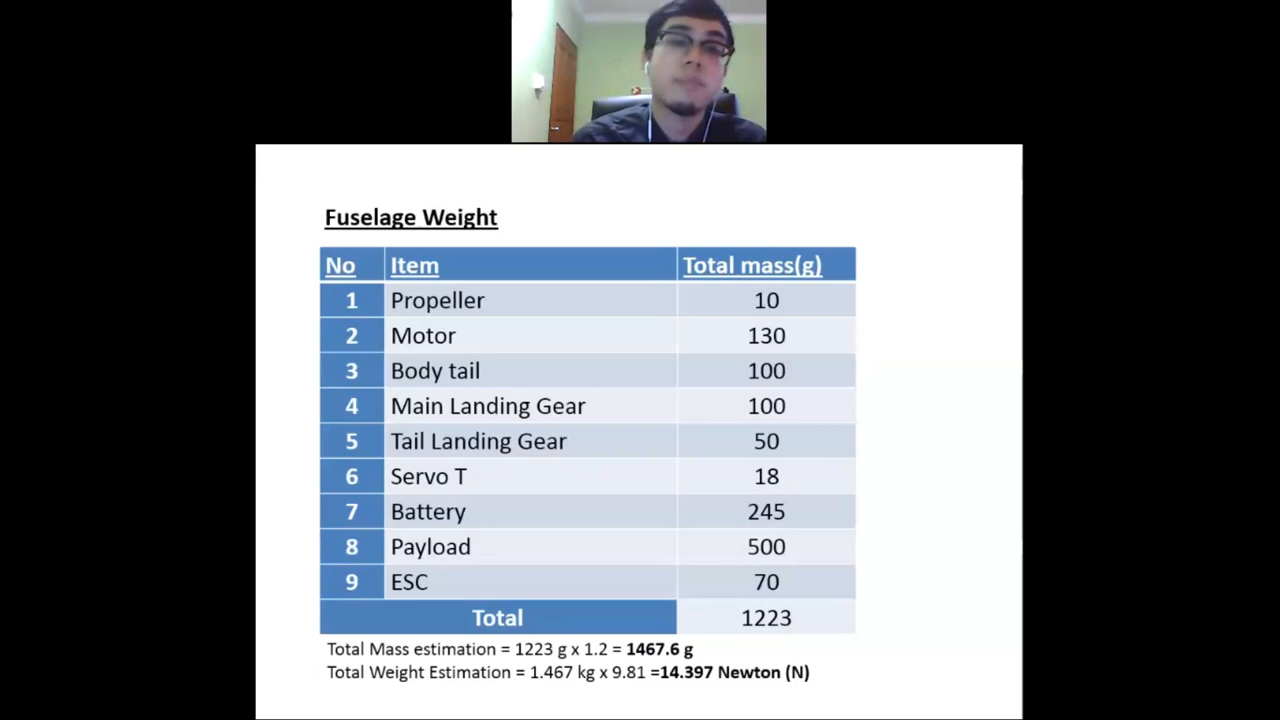 Fuselage Weight
No Item Total mass(g)
1 Propeller 10
2 Motor 130
3 Body tail 100
4 Main Landing Gear 100
5 Tail Landing Gear 50
6 Servo T 18
7 Battery 245
8 Payload 500
9 ESC 70
Total 1223
Total Mass estimation = 1223 g x 1.2 = 1467.6 g
Total Weight Estimation = 1.467 kg x 9.81 =14.397 Newton (N)